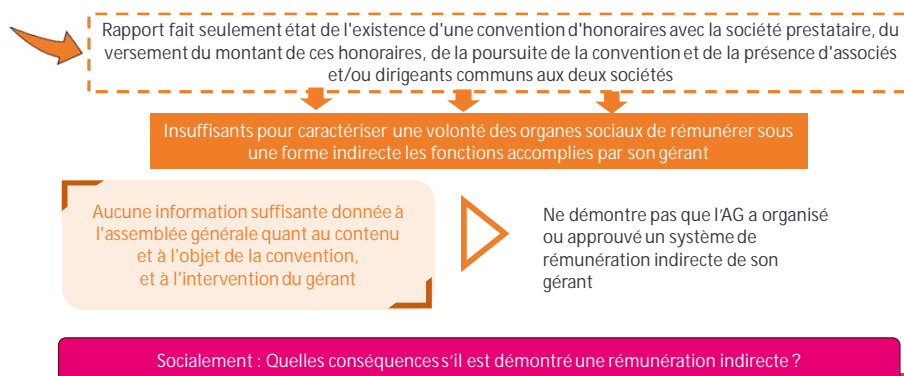 Rapport fait seulement état de l'existence d'une convention d'honoraires avec la société prestataire, du
versement du montant de ces honoraires, de la poursuite de la convention et de la présence d'associés
et/ou dirigeants communs aux deux sociétés
Insuffisants pour caractériser une volonté des organes sociaux de rémunérer sous
une forme indirecte les fonctions accomplies par son gérant
Aucune information suffisante donnée à
l'assemblée générale quant au contenu
et à l'objet de la convention,
et à l'intervention du gérant
Ne démontre pas que l'AG a organisé
ou approuvé un système de
rémunération indirecte de son
gérant
Socialement : Quelles conséquences s'il est démontré une rémunération indirecte ?